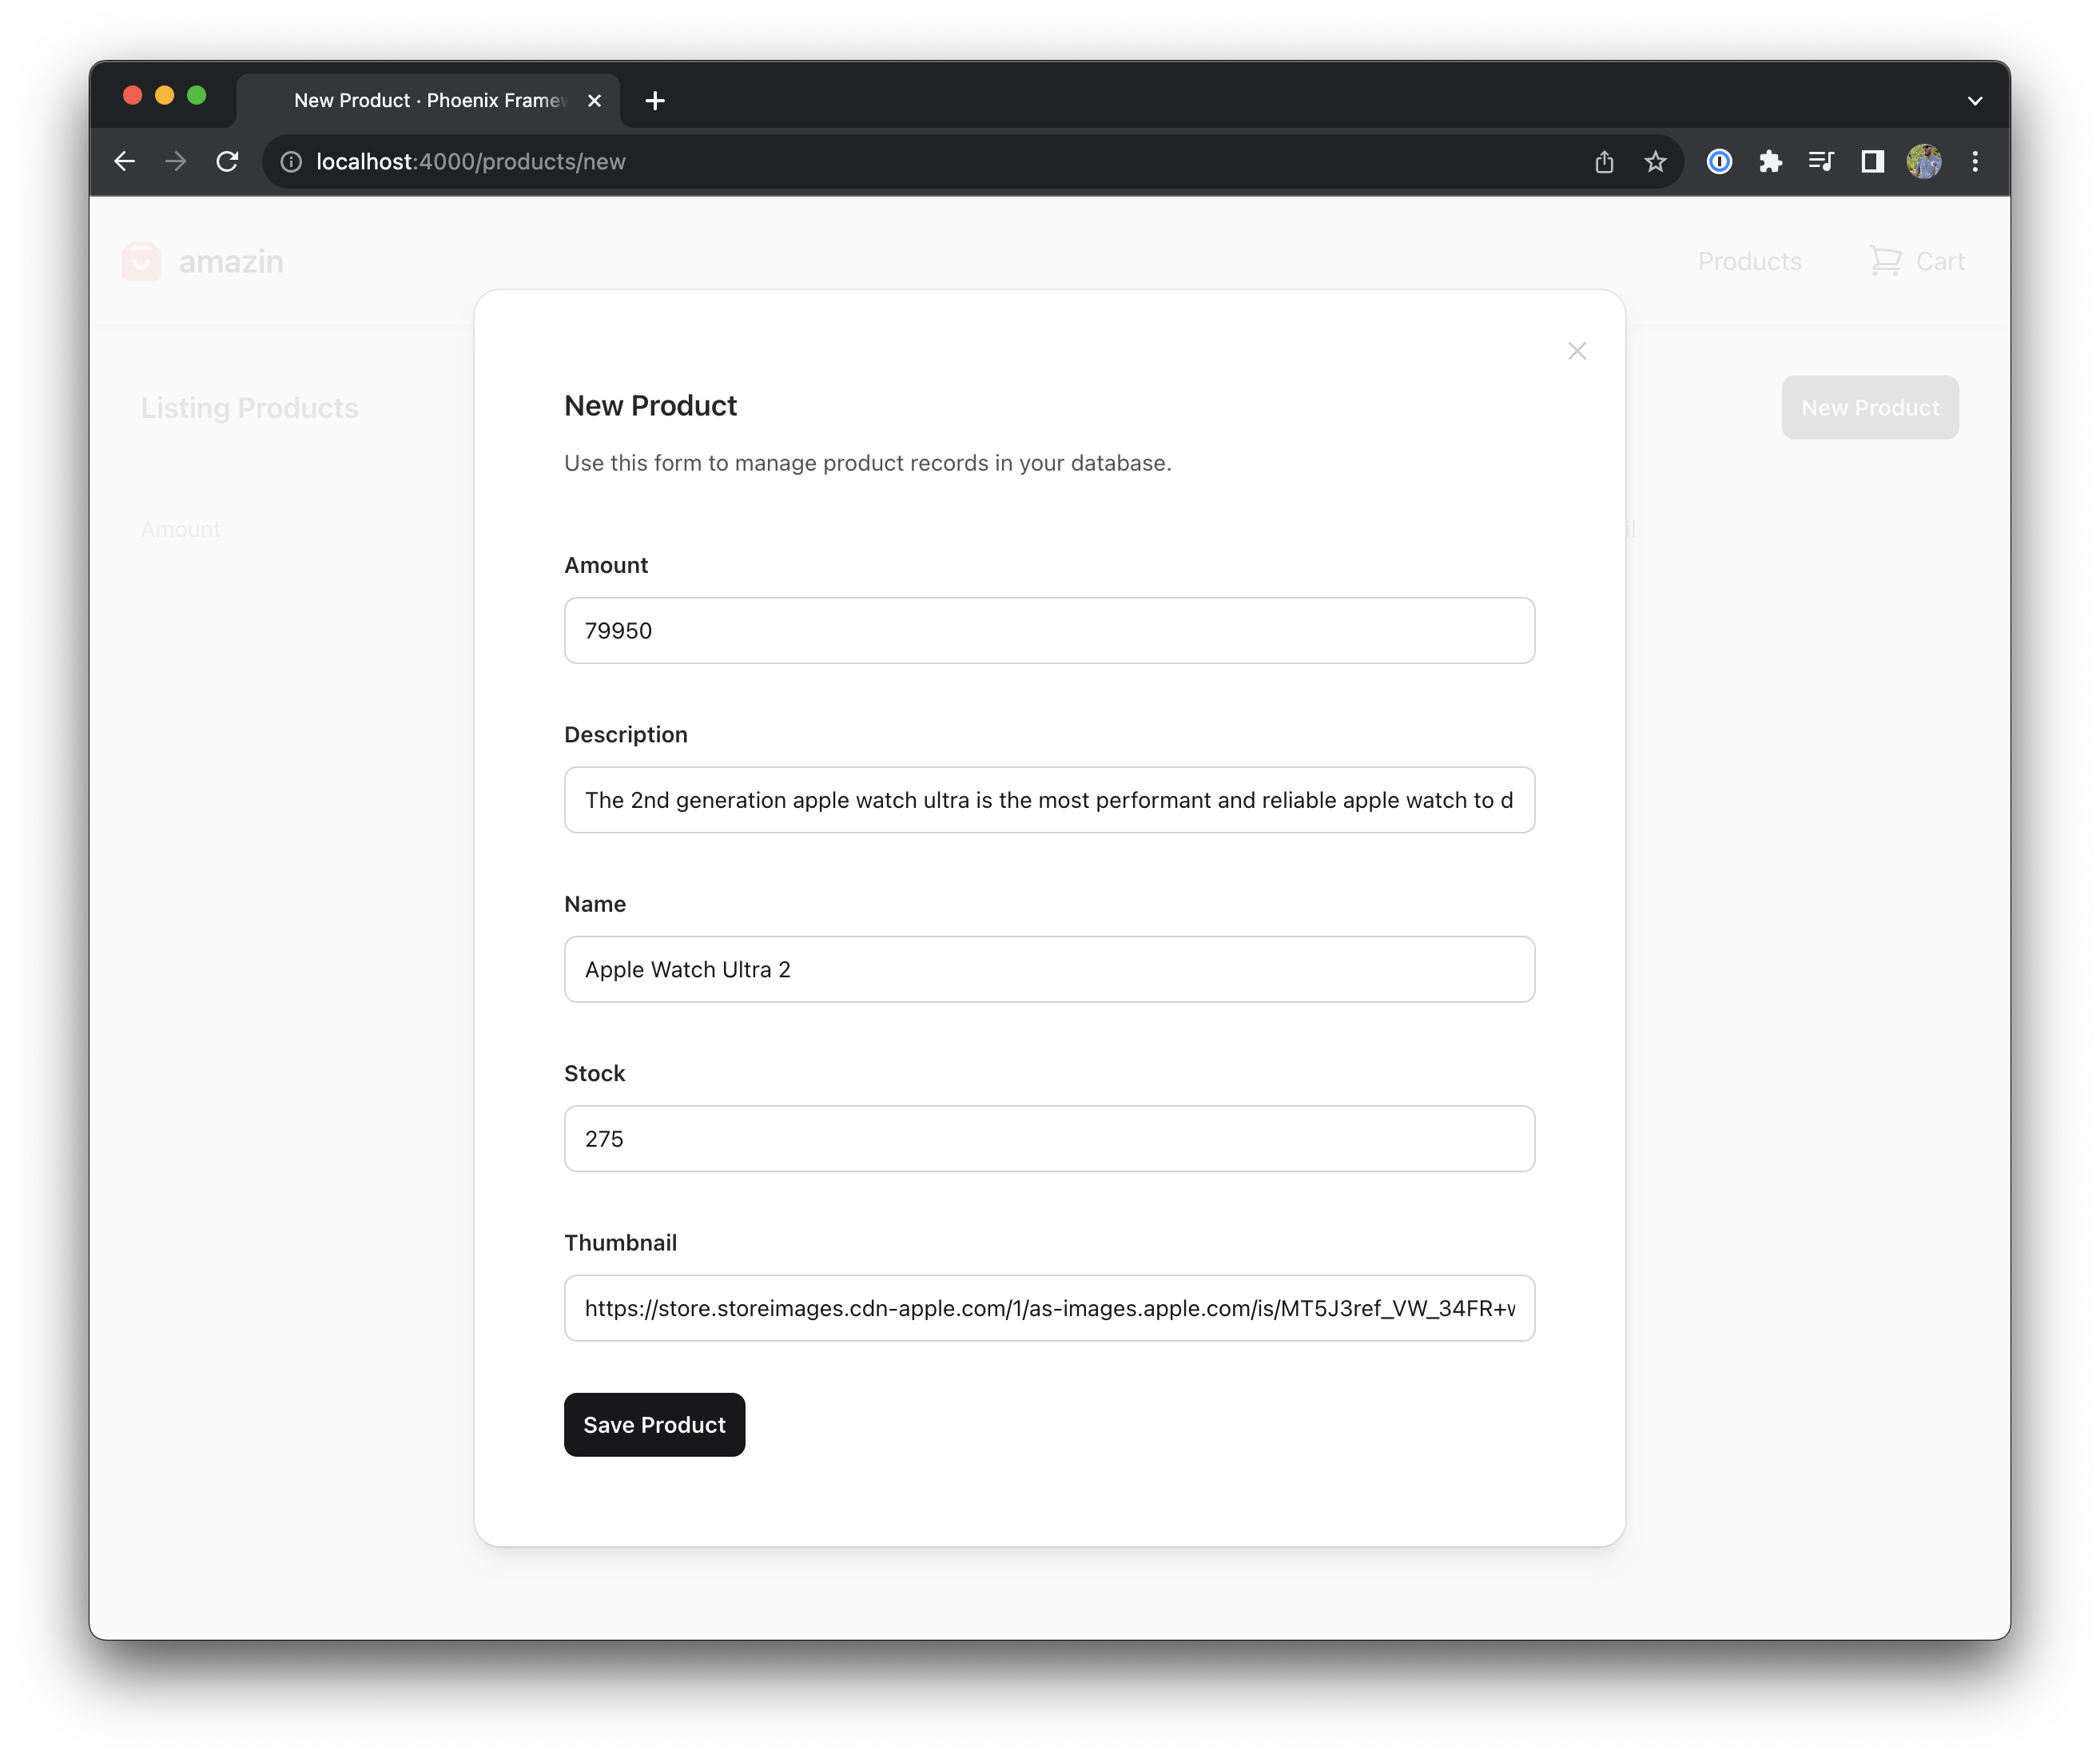 New Product · Phoenix Framew
localhost:4000/products/new
amazin
Products
Cart
Listing Products
New Product
Amount
il
New Product
Use this form to manage product records in your database.
Amount
79950
Description
The 2nd generation apple watch ultra is the most performant and reliable apple watch to d
Name
Apple Watch Ultra 2
Stock
275
Thumbnail
https://store.storeimages.cdn-apple.com/1/as-images.apple.com/is/MT5J3ref_VW_34FR+w
Save Product